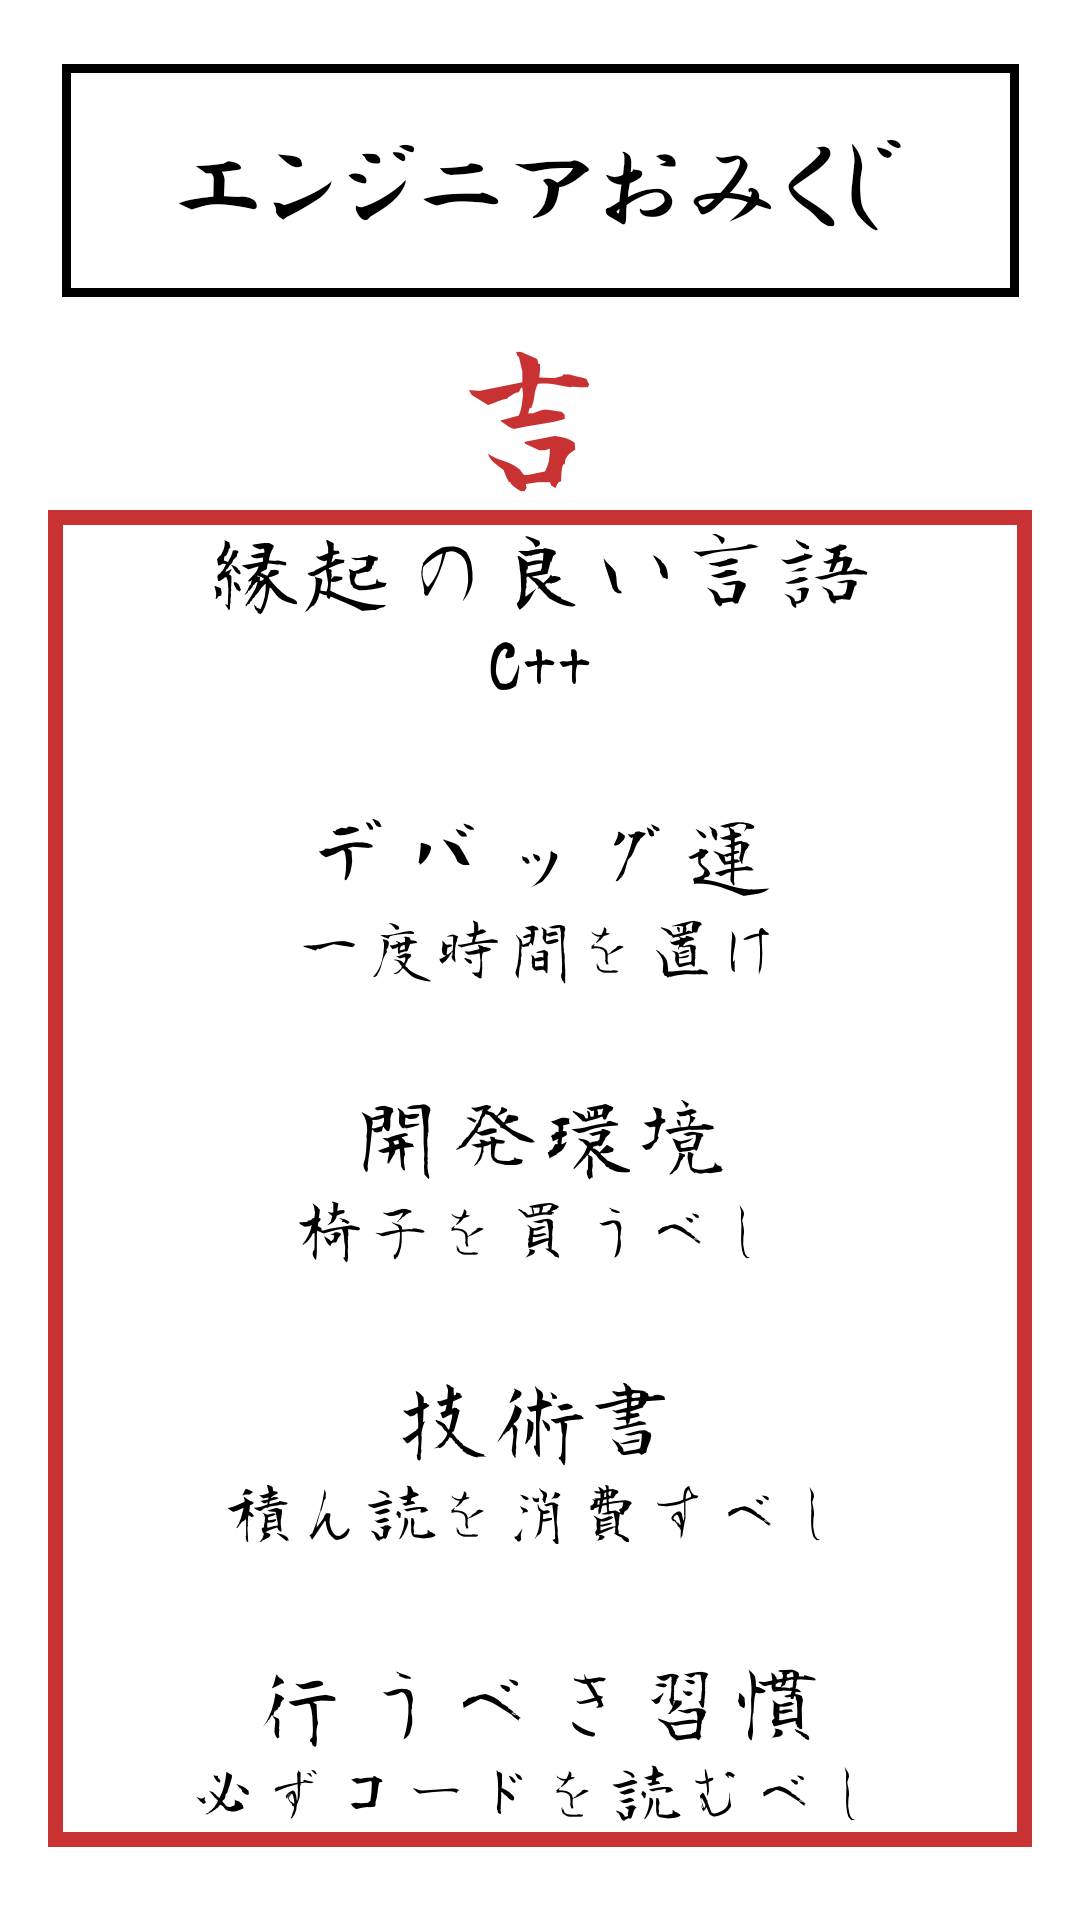 エンジニアおみくじ
吉
縁起の良い言語
C++
デバッグ運
一度時間を置け
開発環境
椅子を買うべし
技術書
積ん読を消費すべし
行うべき習慣
必ずコードを読むべし